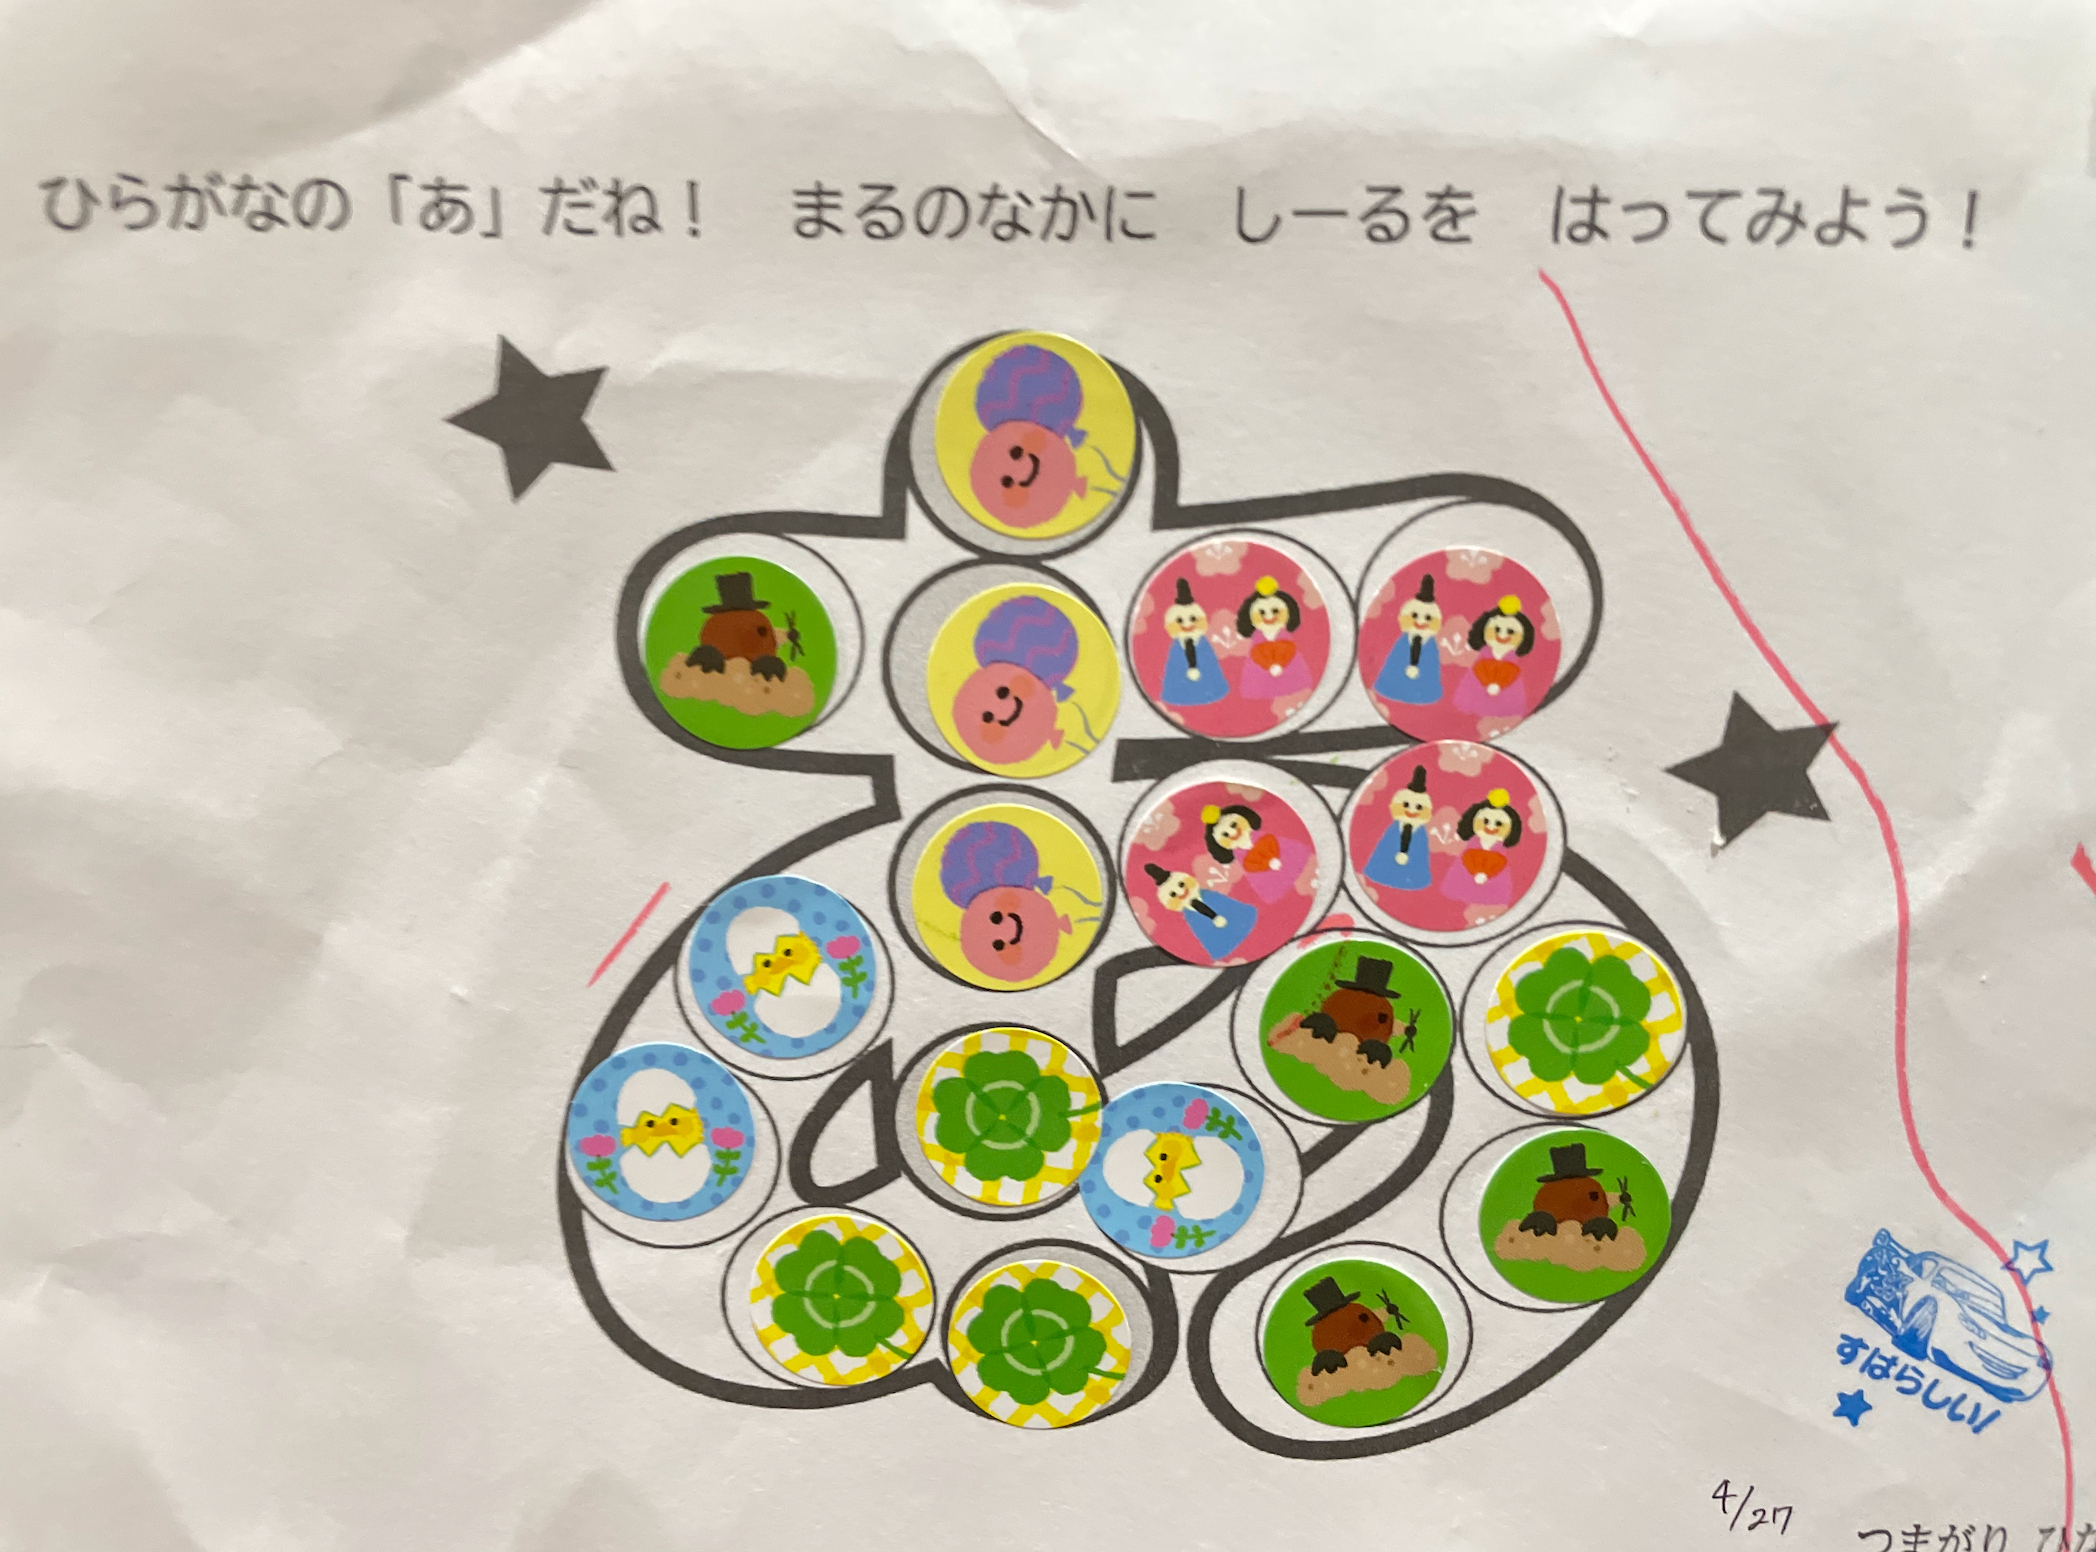 ひらがなの「あ」だね！　まるのなかに　しーるを　はってみよう！
あ
すばらしい!
4/27
つまがり